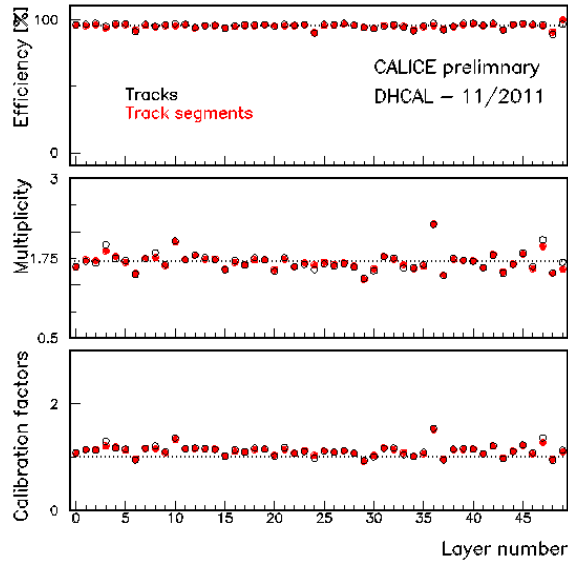 Efficiency [%]
100
0
CALICE prelimnary
DHCAL - 11/2011
Tracks
Track segments
Multiplicity
3
1.75
0.5
Calibration factors
2
0
0 5 10 15 20 25 30 35 40 45
Layer number